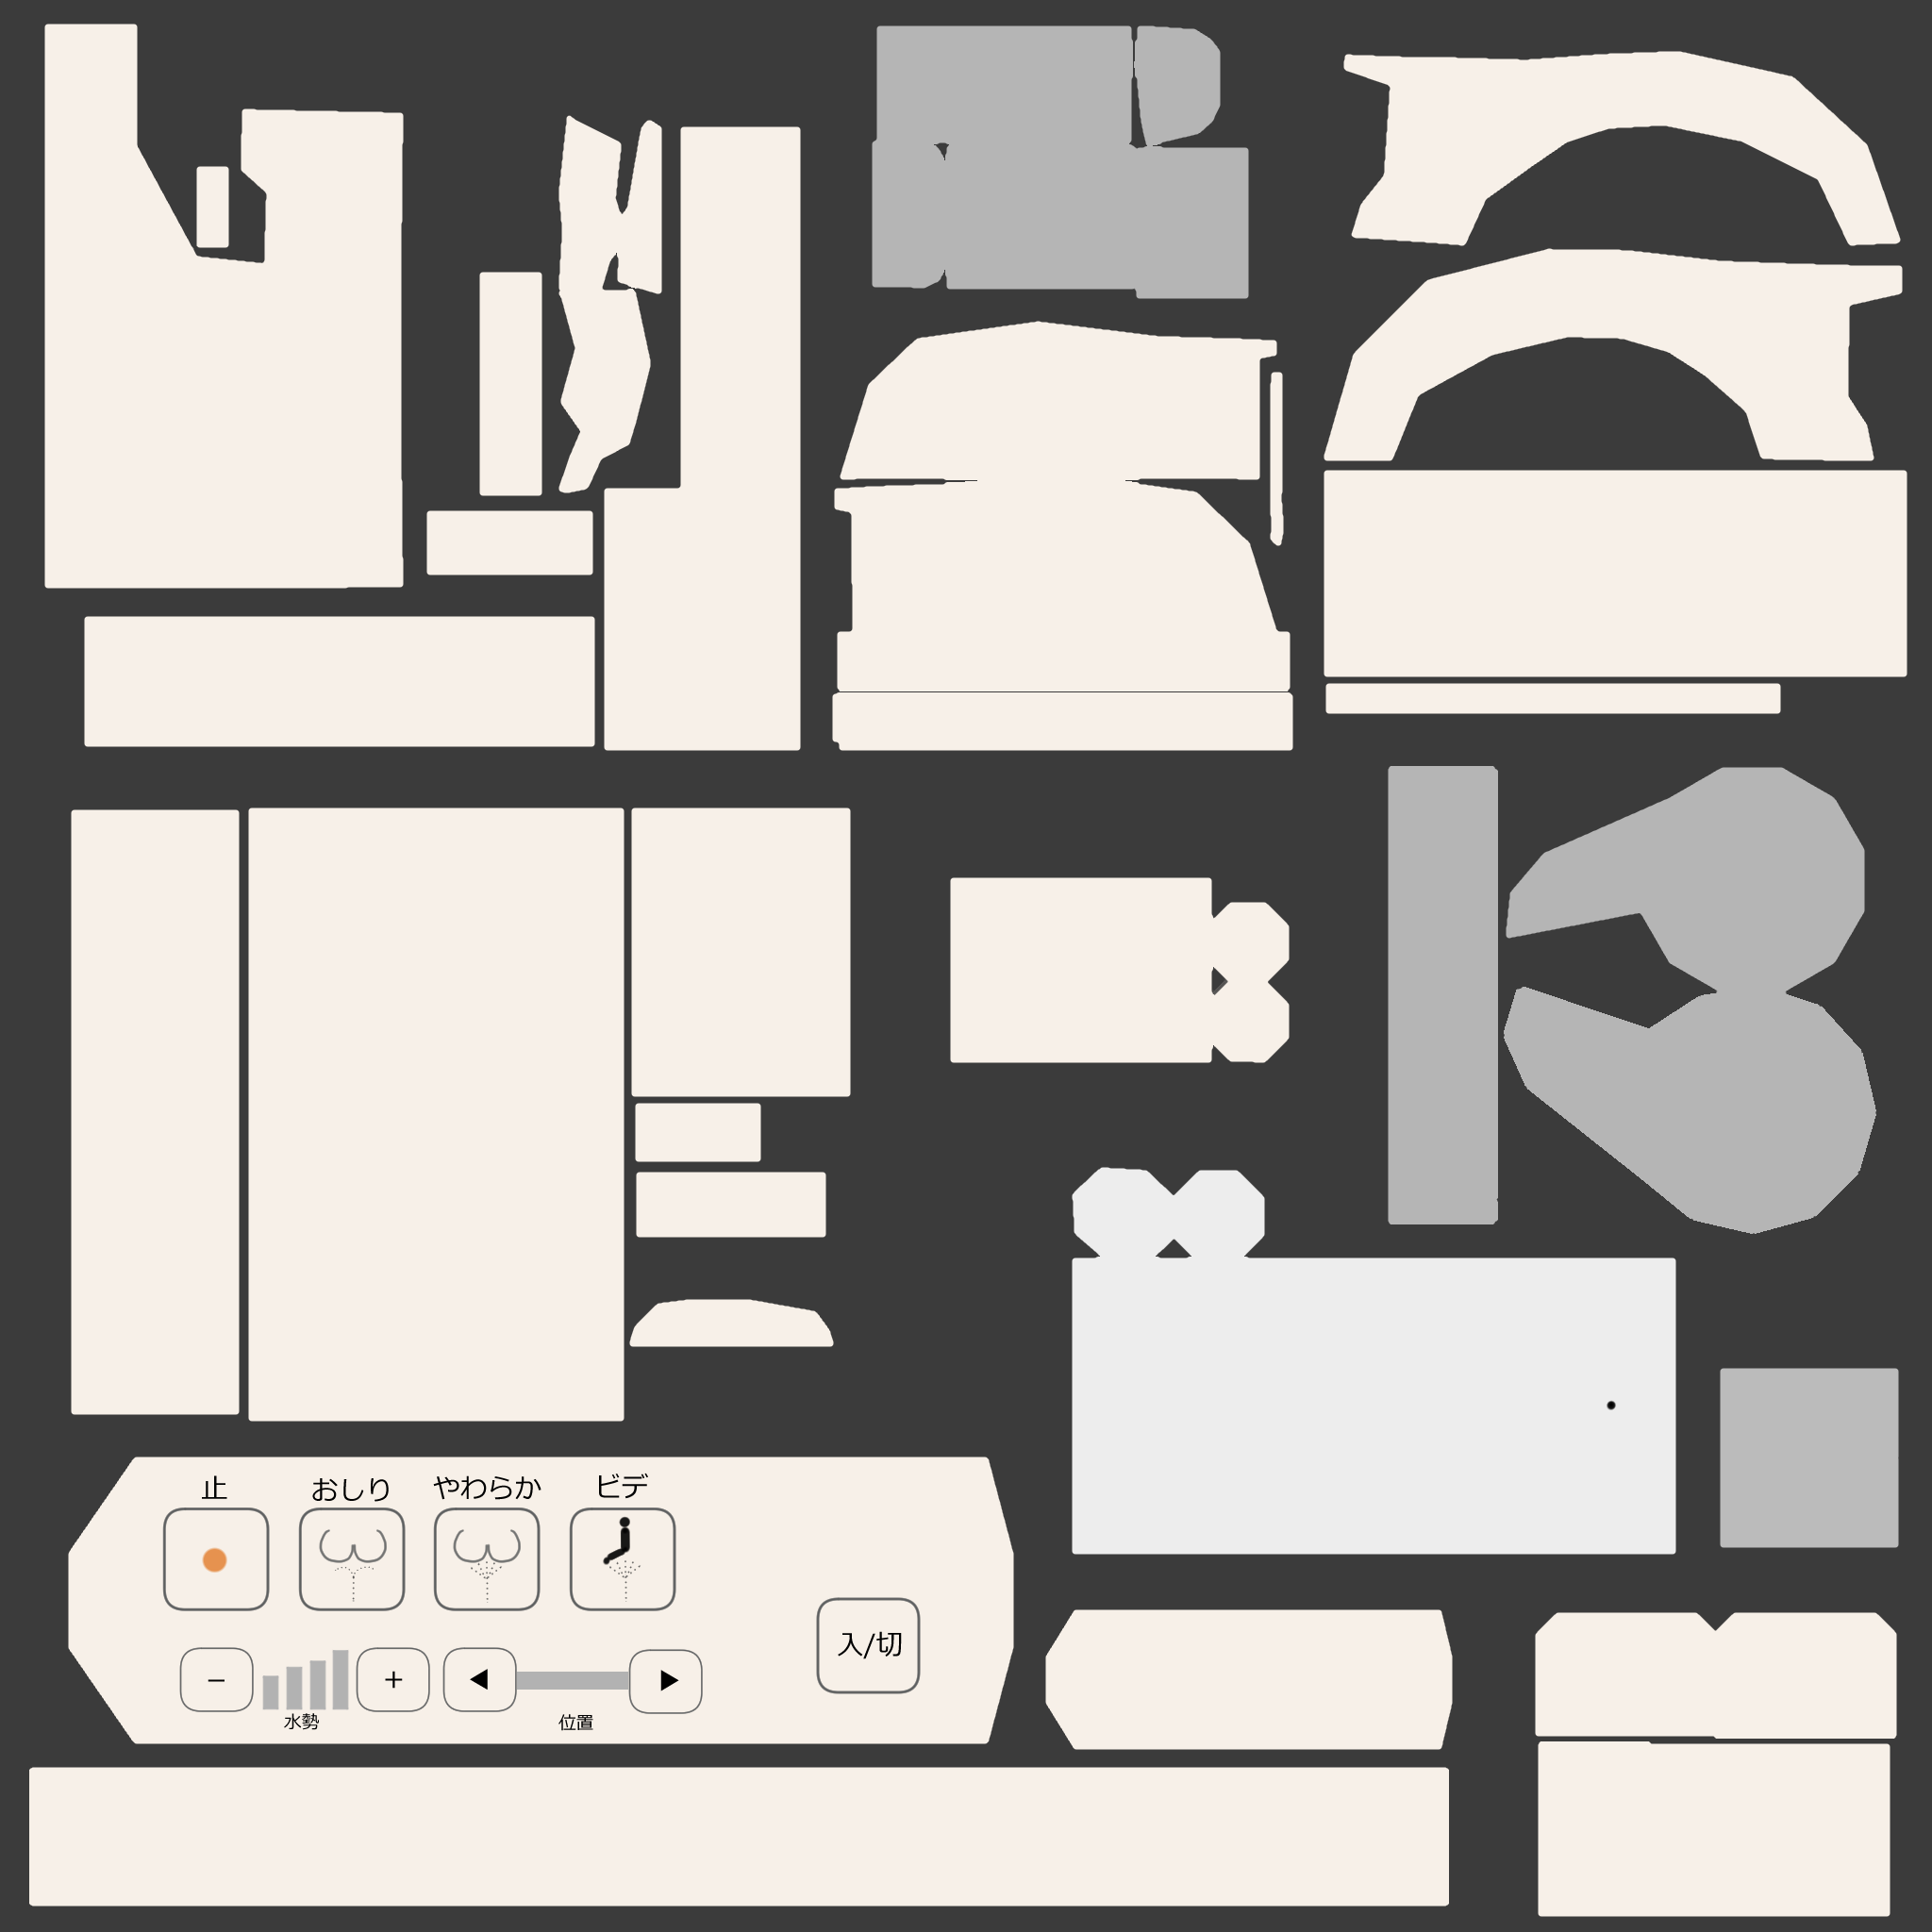 止 おしり やわらか ビデ
入/切
− + ◀ ▶
水勢 位置